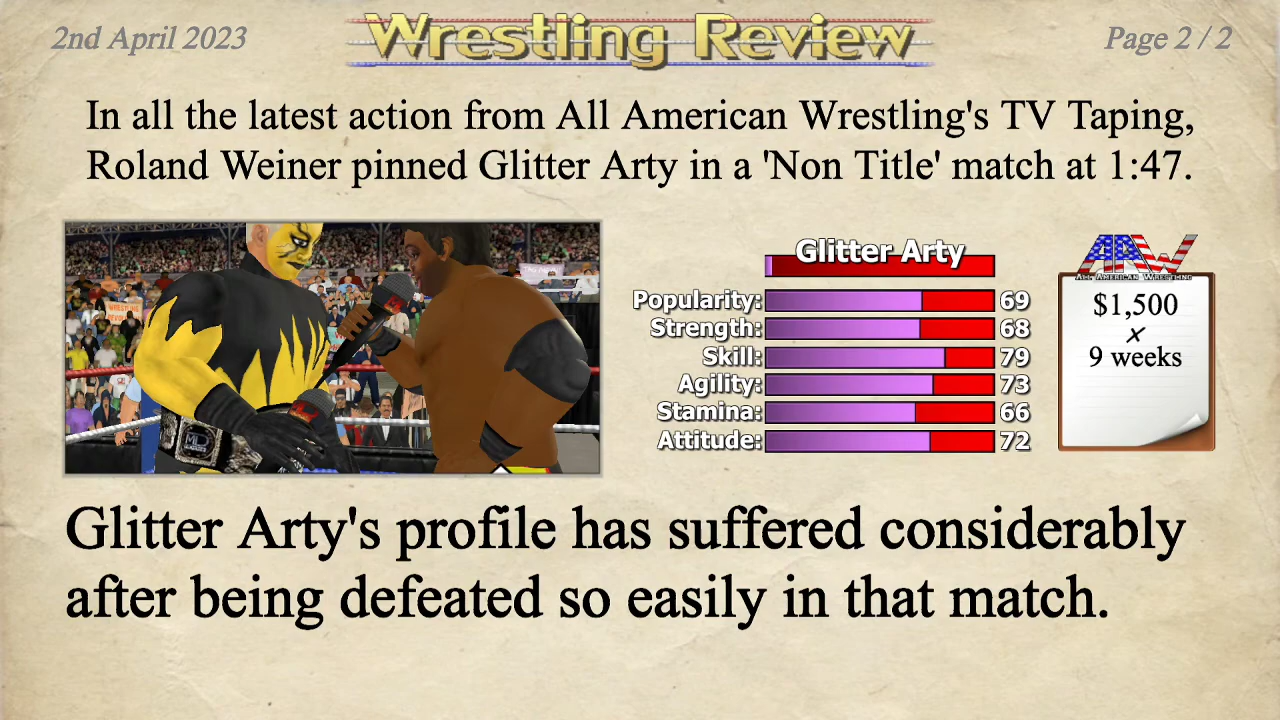 2nd April 2023
Wrestling Review
Page 2 / 2
In all the latest action from All American Wrestling's TV Taping,
Roland Weiner pinned Glitter Arty in a 'Non Title' match at 1:47.
Glitter Arty
Popularity: 69
Strength: 68
Skill: 79
Agility: 73
Stamina: 66
Attitude: 72
AAW
ALL AMERICAN WRESTLING
$1,500
x
9 weeks
Glitter Arty's profile has suffered considerably
after being defeated so easily in that match.